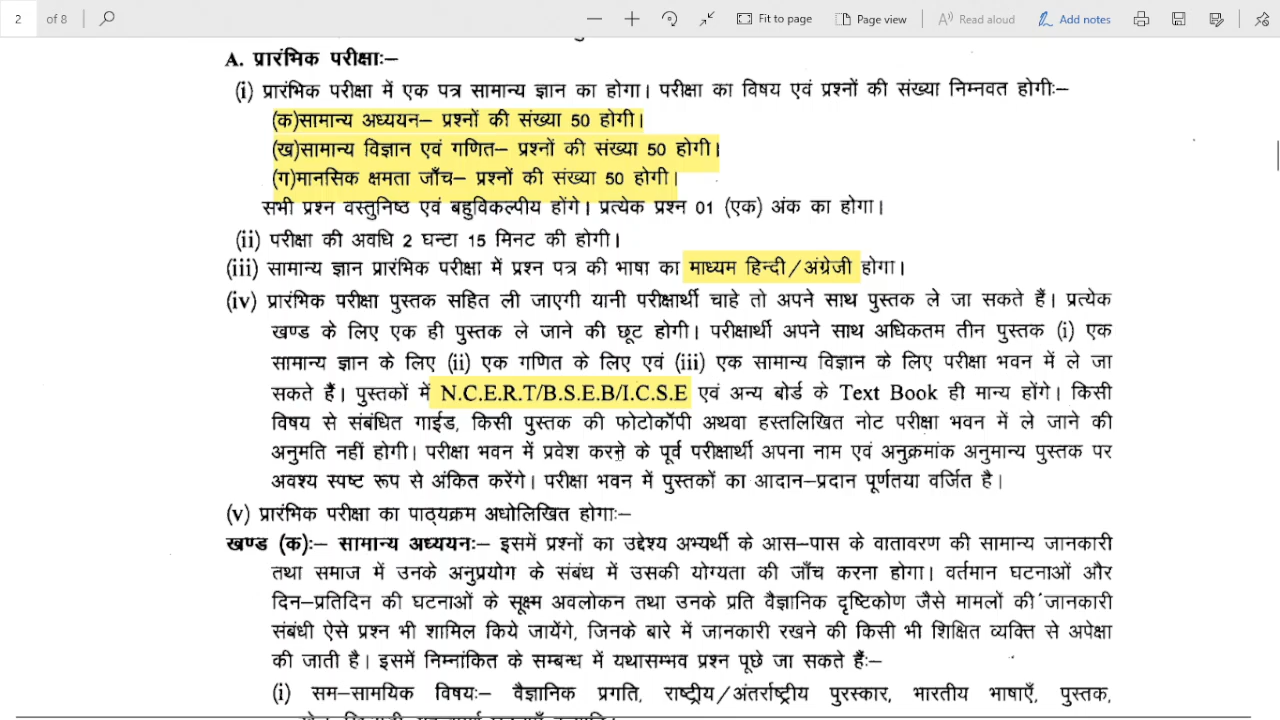 2 of 8 Fit to page Page view Read aloud Add notes
A. प्रारंभिक परीक्षाः–
(i) प्रारंभिक परीक्षा में एक पत्र सामान्य ज्ञान का होगा। परीक्षा का विषय एवं प्रश्नों की संख्या निम्नवत होगीः–
(क)सामान्य अध्ययन– प्रश्नों की संख्या 50 होगी।
(ख)सामान्य विज्ञान एवं गणित– प्रश्नों की संख्या 50 होगी।
(ग)मानसिक क्षमता जाँच– प्रश्नों की संख्या 50 होगी।
सभी प्रश्न वस्तुनिष्ठ एवं बहुविकल्पीय होंगे। प्रत्येक प्रश्न 01 (एक) अंक का होगा।
(ii) परीक्षा की अवधि 2 घन्टा 15 मिनट की होगी।
(iii) सामान्य ज्ञान प्रारंभिक परीक्षा में प्रश्न पत्र की भाषा का माध्यम हिन्दी/अंग्रेजी होगा।
(iv) प्रारंभिक परीक्षा पुस्तक सहित ली जाएगी यानी परीक्षार्थी चाहे तो अपने साथ पुस्तक ले जा सकते हैं। प्रत्येक
खण्ड के लिए एक ही पुस्तक ले जाने की छूट होगी। परीक्षार्थी अपने साथ अधिकतम तीन पुस्तक (i) एक
सामान्य ज्ञान के लिए (ii) एक गणित के लिए एवं (iii) एक सामान्य विज्ञान के लिए परीक्षा भवन में ले जा
सकते हैं। पुस्तकों में N.C.E.R.T/B.S.E.B/I.C.S.E एवं अन्य बोर्ड के Text Book ही मान्य होंगे। किसी
विषय से संबंधित गाईड, किसी पुस्तक की फोटोकॉपी अथवा हस्तलिखित नोट परीक्षा भवन में ले जाने की
अनुमति नहीं होगी। परीक्षा भवन में प्रवेश करने के पूर्व परीक्षार्थी अपना नाम एवं अनुक्रमांक अनुमान्य पुस्तक पर
अवश्य स्पष्ट रूप से अंकित करेंगे। परीक्षा भवन में पुस्तकों का आदान–प्रदान पूर्णतया वर्जित है।
(v) प्रारंभिक परीक्षा का पाठ्यक्रम अधोलिखित होगाः–
खण्ड (क):– सामान्य अध्ययनः– इसमें प्रश्नों का उद्देश्य अभ्यर्थी के आस–पास के वातावरण की सामान्य जानकारी
तथा समाज में उनके अनुप्रयोग के संबंध में उसकी योग्यता की जाँच करना होगा। वर्तमान घटनाओं और
दिन–प्रतिदिन की घटनाओं के सूक्ष्म अवलोकन तथा उनके प्रति वैज्ञानिक दृष्टिकोण जैसे मामलों की जानकारी
संबंधी ऐसे प्रश्न भी शामिल किये जायेंगे, जिनके बारे में जानकारी रखने की किसी भी शिक्षित व्यक्ति से अपेक्षा
की जाती है। इसमें निम्नांकित के सम्बन्ध में यथासम्भव प्रश्न पूछे जा सकते हैंः–
(i) सम–सामयिक विषयः– वैज्ञानिक प्रगति, राष्ट्रीय/अंतर्राष्ट्रीय पुरस्कार, भारतीय भाषाएँ, पुस्तक,